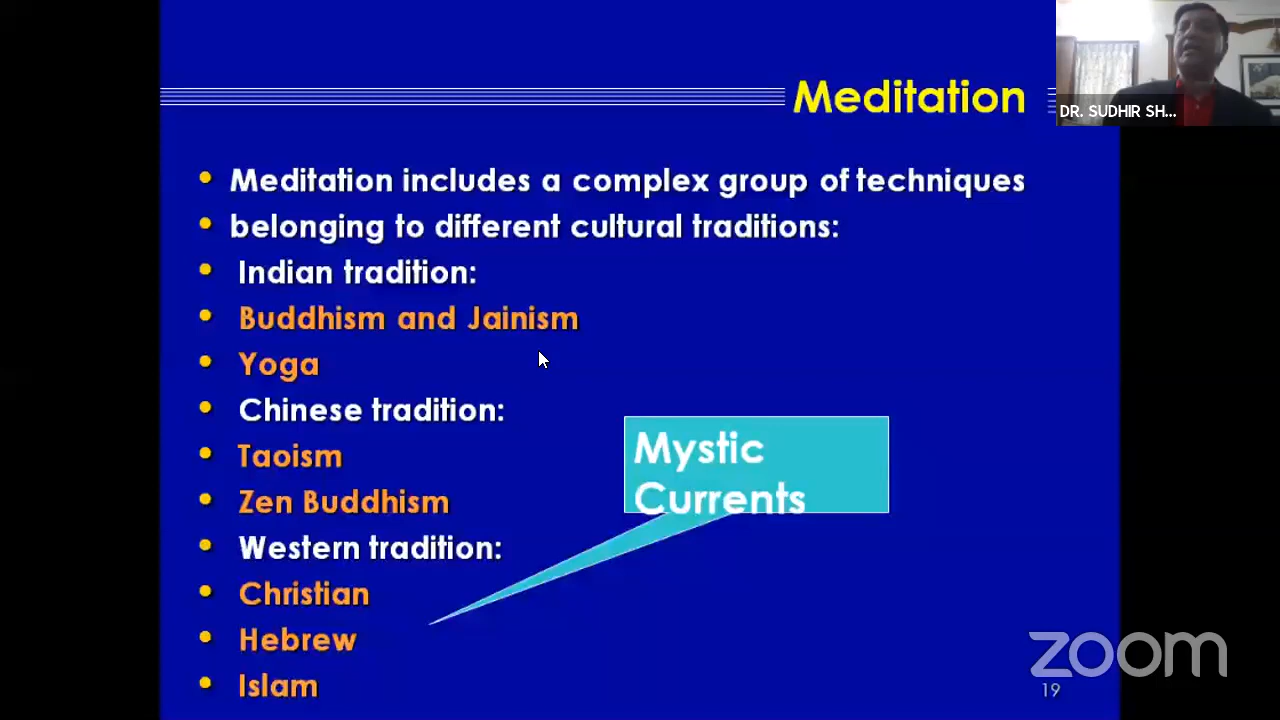 Meditation
DR. SUDHIR SH...
• Meditation includes a complex group of techniques
• belonging to different cultural traditions:
• Indian tradition:
• Buddhism and Jainism
• Yoga
• Chinese tradition:
• Taoism
• Zen Buddhism
• Western tradition:
• Christian
• Hebrew
• Islam
Mystic
Currents
zoom
19